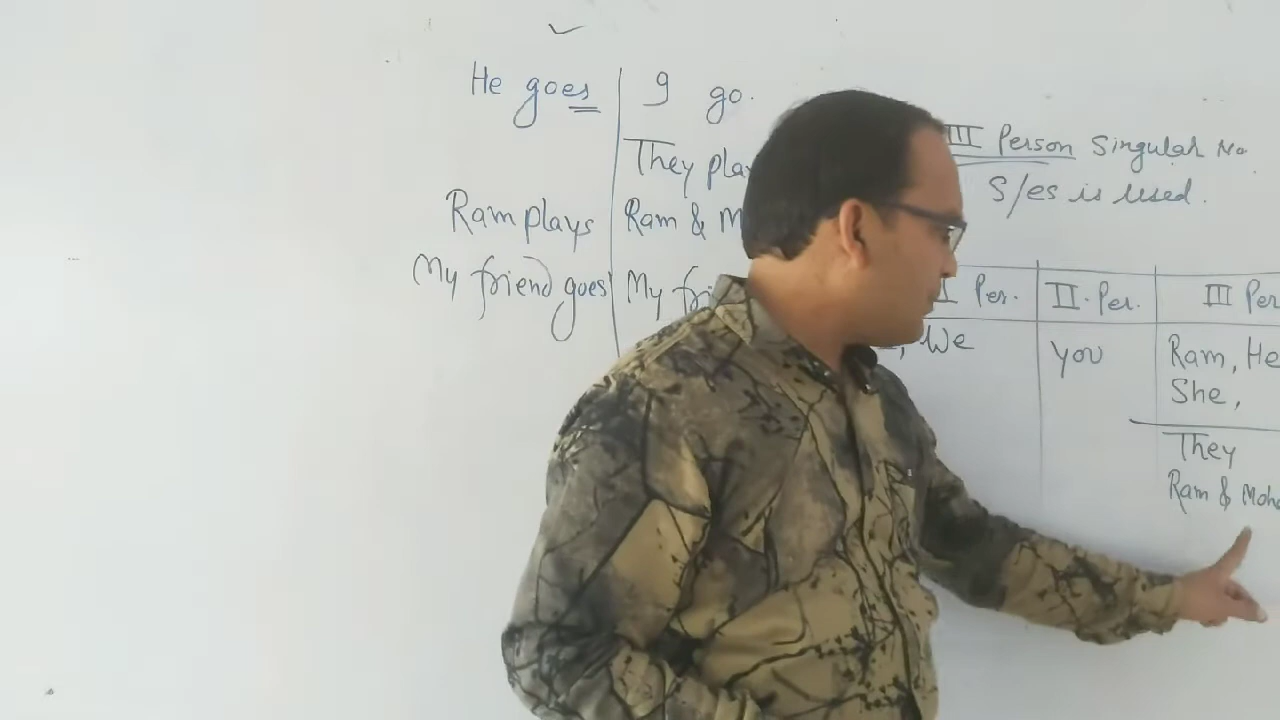 He goes
I go.
They play
Ram plays
Ram & M
My friend goes
My fri
III Person Singular No.
S/es is used.
I Per.
II. Per.
III Per
, We
you
Ram, He
She,
They
Ram & Moh